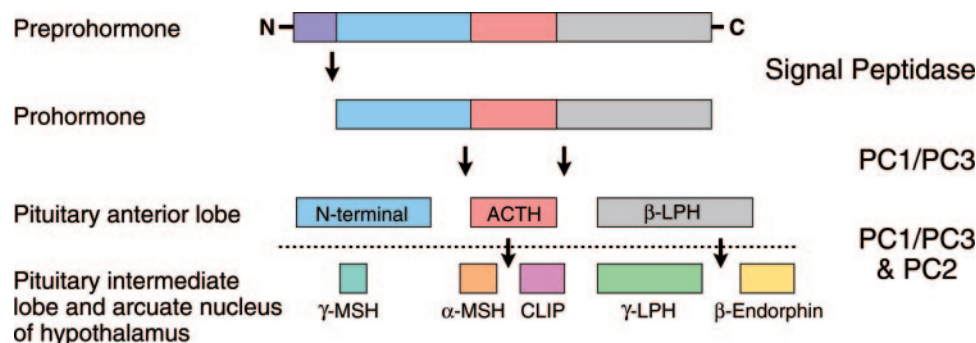 Preprohormone
N
C
Signal Peptidase
Prohormone
PC1/PC3
Pituitary anterior lobe
N-terminal
ACTH
β-LPH
PC1/PC3
& PC2
Pituitary intermediate
lobe and arcuate nucleus
of hypothalamus
γ-MSH
α-MSH
CLIP
γ-LPH
β-Endorphin